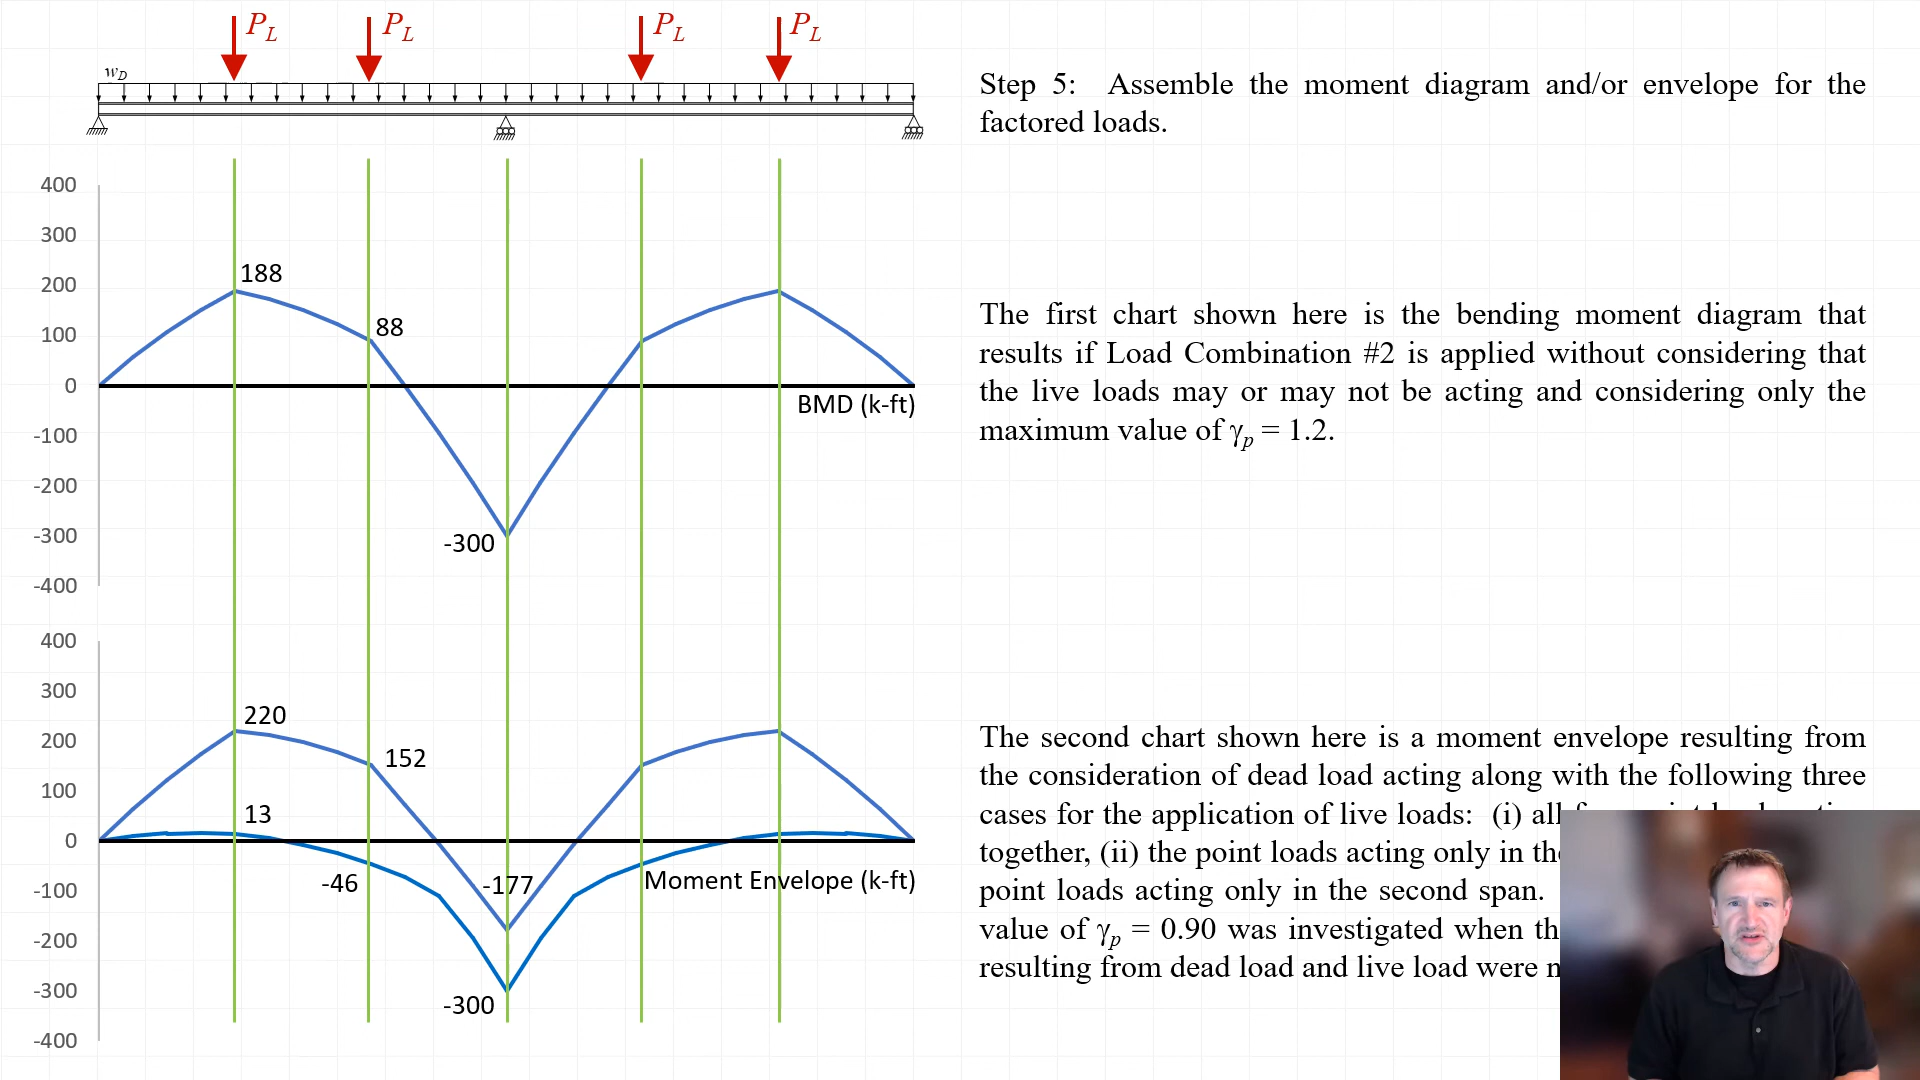 P_L P_L P_L P_L
w_D
Step 5: Assemble the moment diagram and/or envelope for the
factored loads.
400
300
200
100
0
-100
-200
-300
-400
188
88
-300
BMD (k-ft)
The first chart shown here is the bending moment diagram that
results if Load Combination #2 is applied without considering that
the live loads may or may not be acting and considering only the
maximum value of γ_p = 1.2.
400
300
200
100
0
-100
-200
-300
-400
220
152
13
-46
-177
-300
Moment Envelope (k-ft)
The second chart shown here is a moment envelope resulting from
the consideration of dead load acting along with the following three
cases for the application of live loads: (i) all
together, (ii) the point loads acting only in the
point loads acting only in the second span.
value of γ_p = 0.90 was investigated when
resulting from dead load and live load were